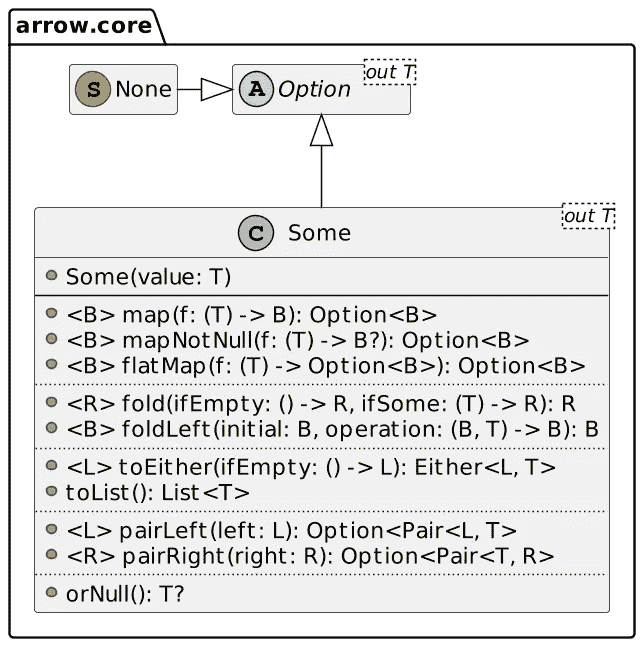 arrow.core
S None
A Option
out T
C Some
out T
Some(value: T)
<B> map(f: (T) -> B): Option<B>
<B> mapNotNull(f: (T) -> B?): Option<B>
<B> flatMap(f: (T) -> Option<B>): Option<B>
<R> fold(ifEmpty: () -> R, ifSome: (T) -> R): R
<B> foldLeft(initial: B, operation: (B, T) -> B): B
<L> toEither(ifEmpty: () -> L): Either<L, T>
toList(): List<T>
<L> pairLeft(left: L): Option<Pair<L, T>
<R> pairRight(right: R): Option<Pair<T, R>
orNull(): T?